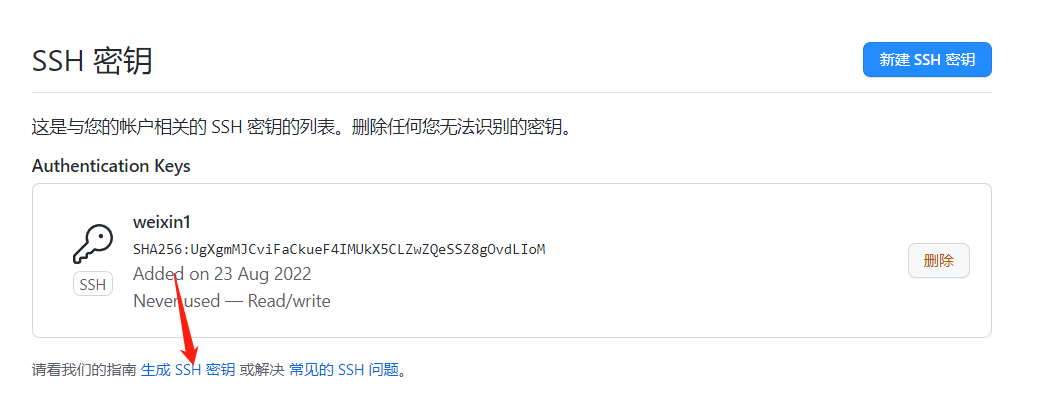 SSH 密钥
新建 SSH 密钥
这是与您的帐户相关的 SSH 密钥的列表。删除任何您无法识别的密钥。
Authentication Keys
weixin1
SHA256:UgXgmMJCviFaCkueF4IMUkX5CLZwZQeSSZ8gOvdLIoM
Added on 23 Aug 2022
Never used — Read/write
SSH
删除
请看我们的指南 生成 SSH 密钥 或解决 常见的 SSH 问题。